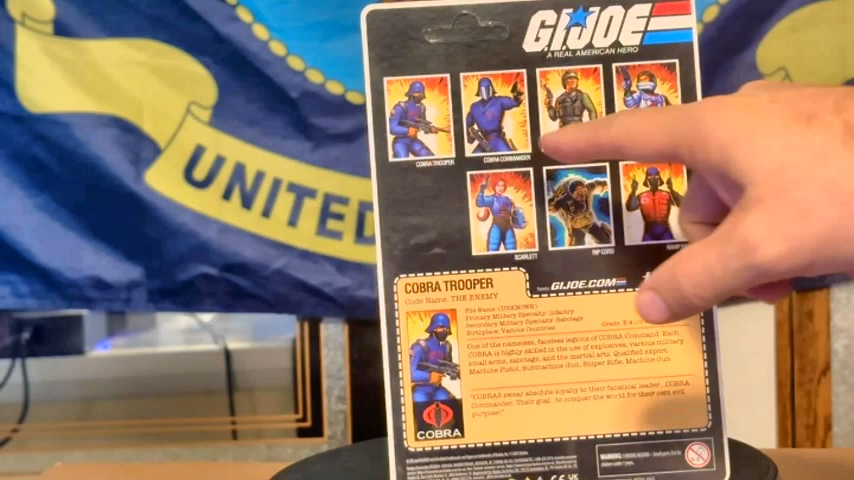 UNITED
G.I.JOE
A REAL AMERICAN HERO
COBRA TROOPER
COBRA COMMANDER
SCARLETT
RIP CORD
COBRA TROOPER
Code Name: THE ENEMY
GIJOE.COM
File Name: (UNKNOWN)
Primary Military Specialty: Infantry
Secondary Military Specialty: Sabotage
Birthplace: Various Countries
Grade: E-4
One of the nameless, faceless legions of COBRA Command. Each
COBRA is highly skilled in the use of explosives, various military
small arms, sabotage, and the martial arts. Qualified expert:
Machine Pistol, Submachine Gun, Sniper Rifle, Machine Gun.
"COBRAS swear absolute loyalty to their fanatical leader, COBRA
Commander. Their goal...to conquer the world for their own evil
purpose!"
COBRA
WARNING: